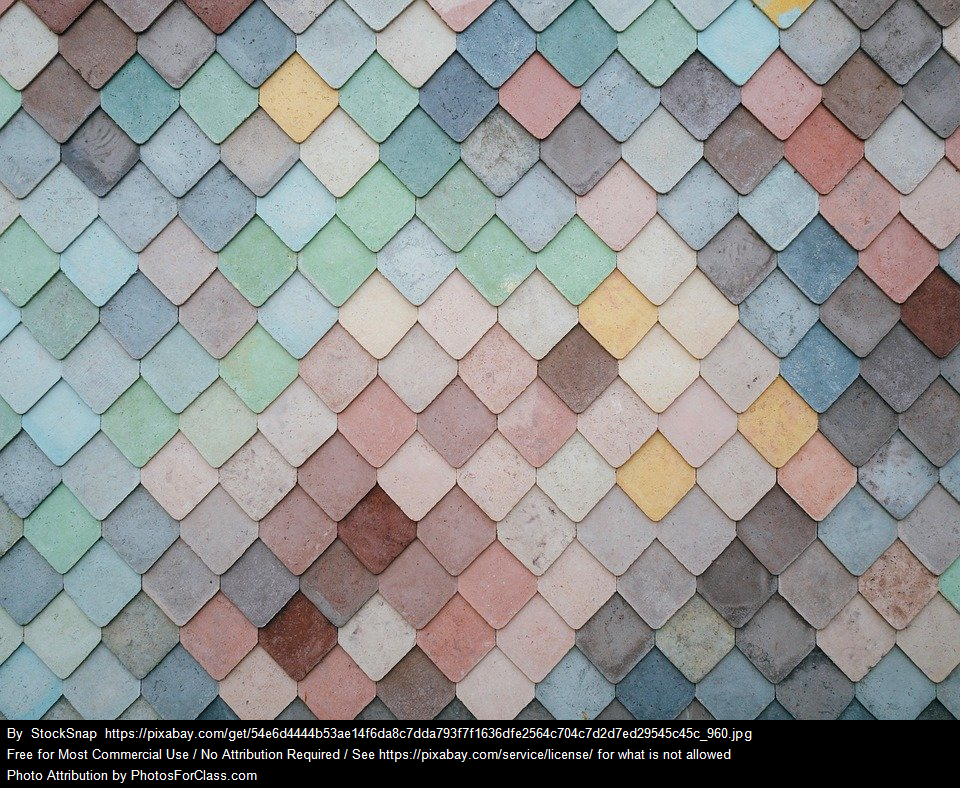 By StockSnap https://pixabay.com/get/54e6d4444b53ae14f6da8c7dda793f7f1636dfe2564c704c7d2d7ed29545c45c_960.jpg
Free for Most Commercial Use / No Attribution Required / See https://pixabay.com/service/license/ for what is not allowed
Photo Attribution by PhotosForClass.com